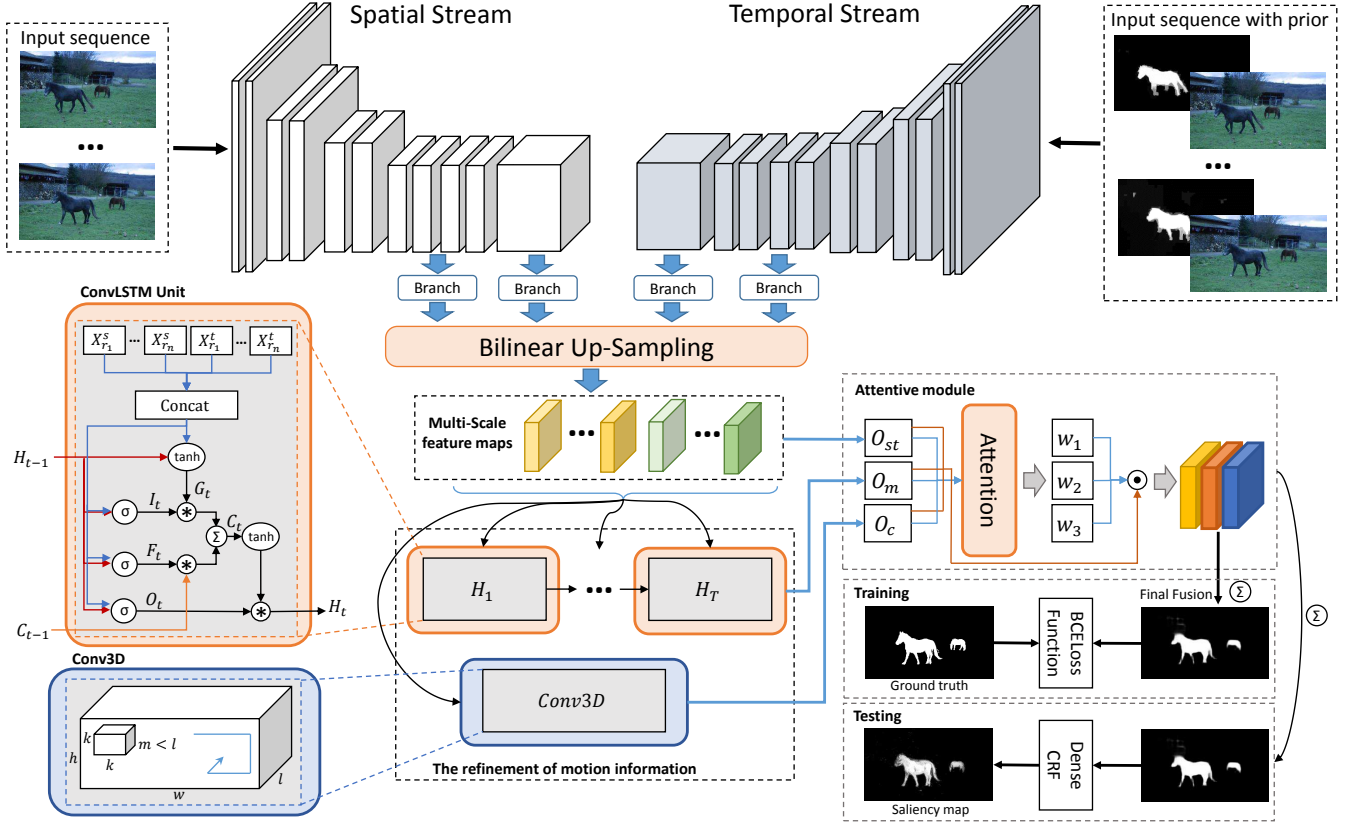 Spatial Stream
Temporal Stream
Input sequence
...
Input sequence with prior
...
Branch
Branch
Branch
Branch
Bilinear Up-Sampling
Multi-Scale
feature maps
... ...
ConvLSTM Unit
X^s_{r_1} ... X^s_{r_n} X^t_{r_1} ... X^t_{r_n}
Concat
H_{t-1}
tanh
G_t
σ I_t *
Σ C_t tanh
σ F_t *
σ O_t * H_t
C_{t-1}
Conv3D
k
k
m < l
h
w
l
...
H_1 ... H_T
Conv3D
The refinement of motion information
Attentive module
O_{st}
O_m
O_c
Attention
w_1
w_2
w_3
Training
Final Fusion
Σ
Σ
BCELoss
Function
Ground truth
Testing
Dense
CRF
Saliency map